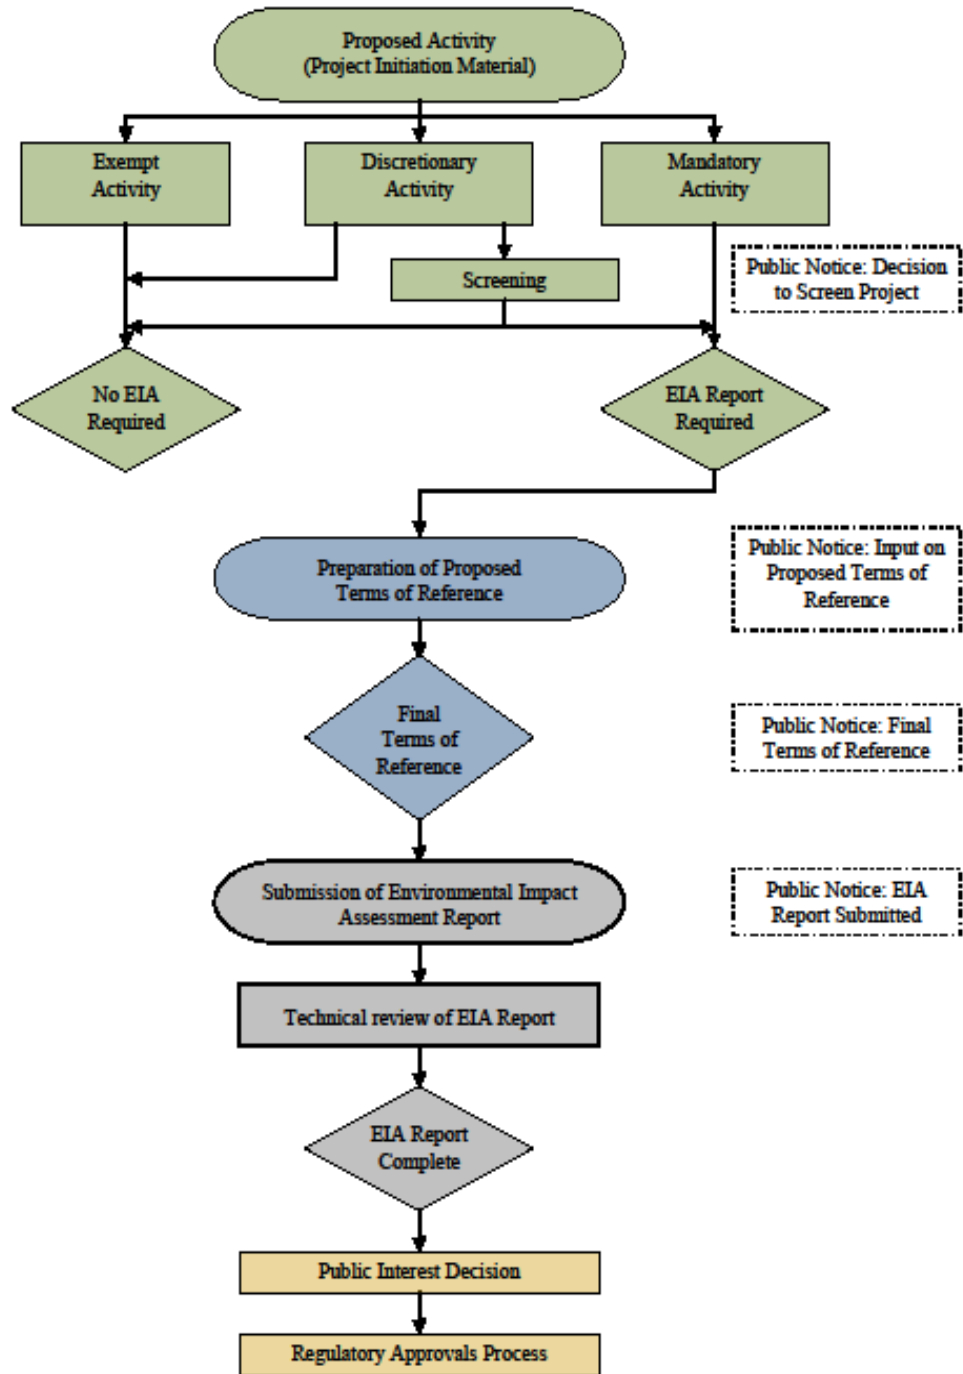 Proposed Activity
(Project Initiation Material)
Exempt
Activity
Discretionary
Activity
Mandatory
Activity
Screening
Public Notice: Decision
to Screen Project
No EIA
Required
EIA Report
Required
Preparation of Proposed
Terms of Reference
Public Notice: Input on
Proposed Terms of
Reference
Final
Terms of
Reference
Public Notice: Final
Terms of Reference
Submission of Environmental Impact
Assessment Report
Public Notice: EIA
Report Submitted
Technical review of EIA Report
EIA Report
Complete
Public Interest Decision
Regulatory Approvals Process